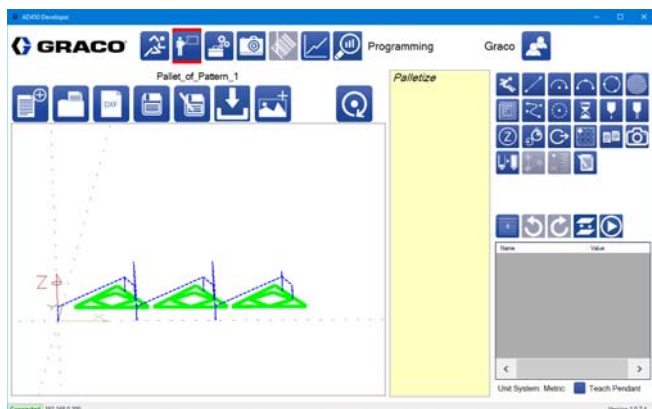 AD450 Developer
GRACO
Programming
Graco
Pallet_of_Pattern_1
Palletize
DXF
Z
Z
X
Name
Value
Unit System: Metric
Teach Pendant